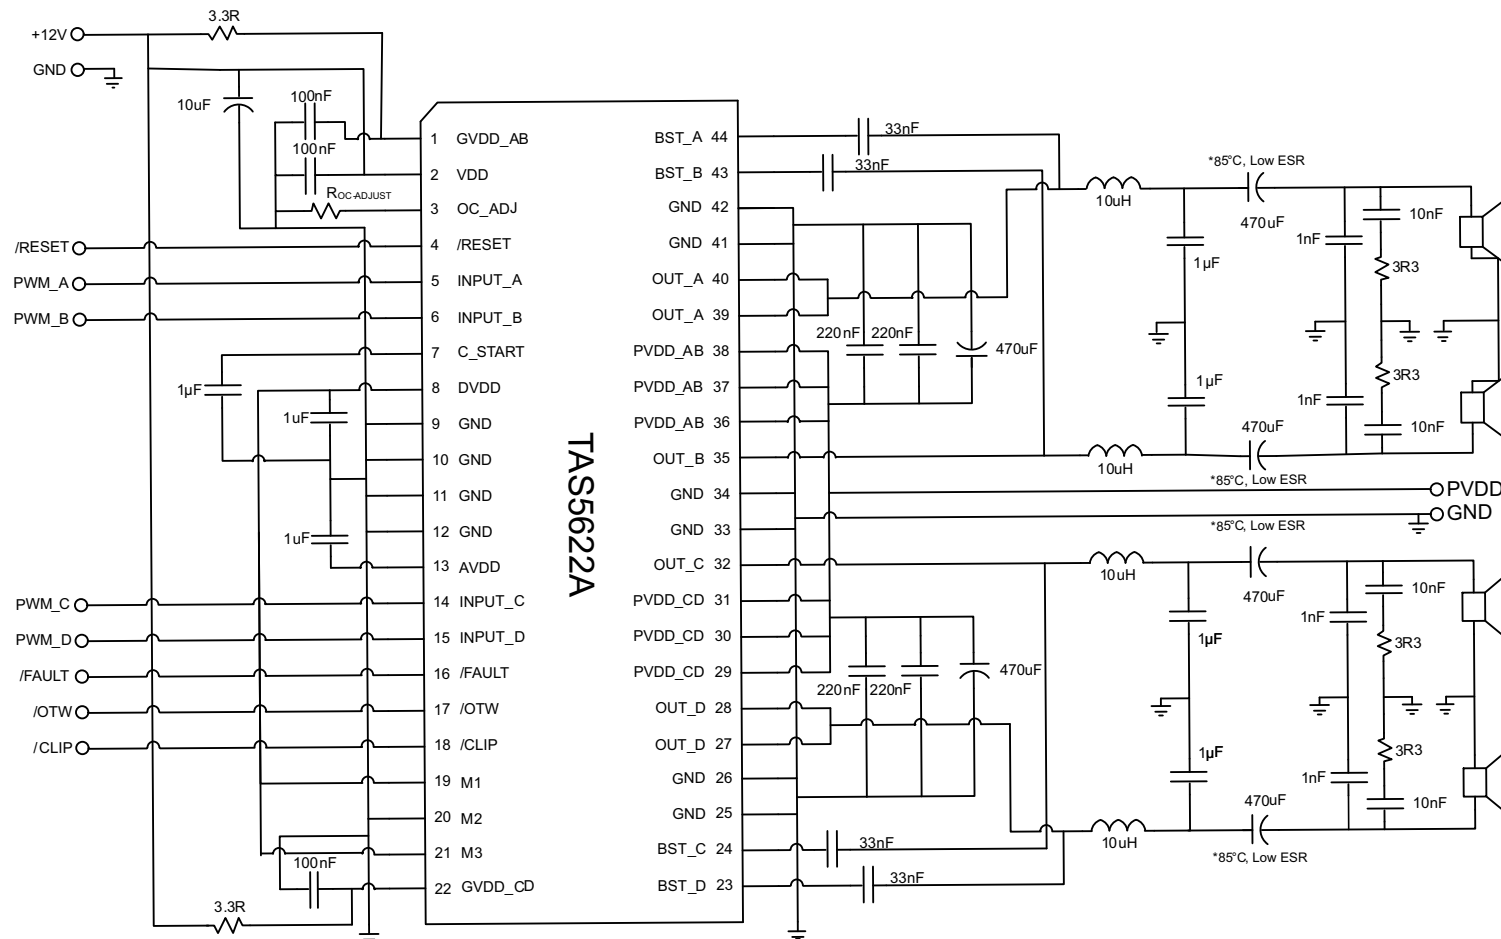 3.3R
+12V
GND
10uF
100nF
100nF
R_OC-ADJUST
/RESET
PWM_A
PWM_B
1µF
1uF
1uF
PWM_C
PWM_D
/FAULT
/OTW
/CLIP
100nF
3.3R
1 GVDD_AB
2 VDD
3 OC_ADJ
4 /RESET
5 INPUT_A
6 INPUT_B
7 C_START
8 DVDD
9 GND
10 GND
11 GND
12 GND
13 AVDD
14 INPUT_C
15 INPUT_D
16 /FAULT
17 /OTW
18 /CLIP
19 M1
20 M2
21 M3
22 GVDD_CD
TAS5622A
BST_A 44
BST_B 43
GND 42
GND 41
OUT_A 40
OUT_A 39
PVDD_AB 38
PVDD_AB 37
PVDD_AB 36
OUT_B 35
GND 34
GND 33
OUT_C 32
PVDD_CD 31
PVDD_CD 30
PVDD_CD 29
OUT_D 28
OUT_D 27
GND 26
GND 25
BST_C 24
BST_D 23
33nF
33nF
220nF
220nF
470uF
220nF
220nF
470uF
33nF
33nF
*85°C, Low ESR
10uH
470uF
10nF
1nF
1µF
3R3
3R3
1µF
1nF
10nF
470uF
10uH
*85°C, Low ESR
PVDD
GND
*85°C, Low ESR
10uH
470uF
10nF
1nF
1µF
3R3
3R3
1µF
1nF
10nF
470uF
10uH
*85°C, Low ESR